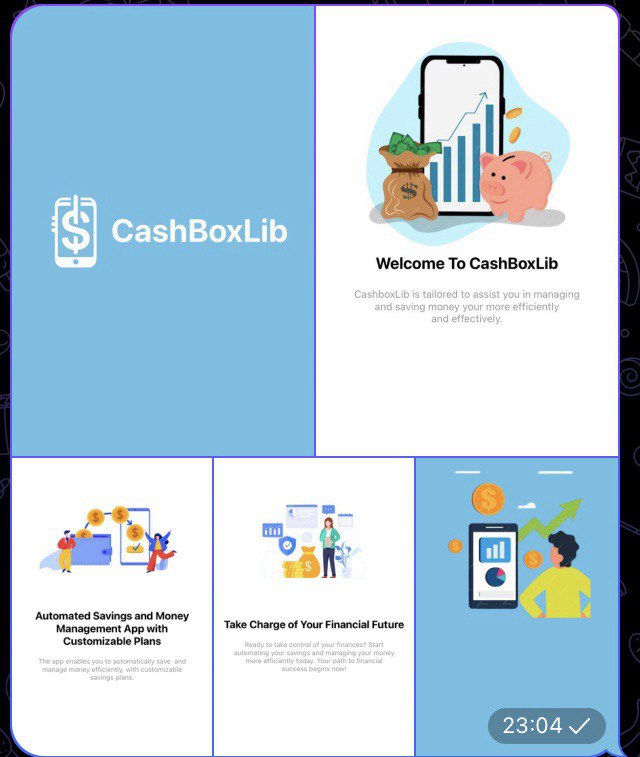 CashBoxLib
Welcome To CashBoxLib
CashboxLib is tailored to assist you in managing
and saving money your more efficiently
and effectively.
Automated Savings and Money
Management App with
Customizable Plans
The app enables you to automatically save and
manage money efficiently, with customizable
savings plans.
Take Charge of Your Financial Future
Ready to take control of your finances? Start
automating your savings and managing your money
more efficiently today. Your path to financial
success begins now!
23:04